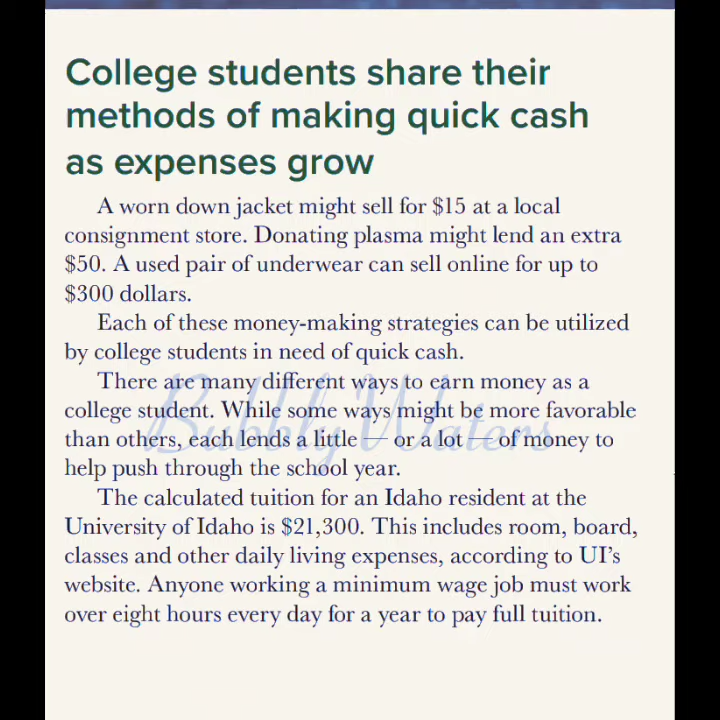 College students share their
methods of making quick cash
as expenses grow
A worn down jacket might sell for $15 at a local
consignment store. Donating plasma might lend an extra
$50. A used pair of underwear can sell online for up to
$300 dollars.
Each of these money-making strategies can be utilized
by college students in need of quick cash.
There are many different ways to earn money as a
college student. While some ways might be more favorable
Bubbly Waters
than others, each lends a little — or a lot — of money to
help push through the school year.
The calculated tuition for an Idaho resident at the
University of Idaho is $21,300. This includes room, board,
classes and other daily living expenses, according to UI's
website. Anyone working a minimum wage job must work
over eight hours every day for a year to pay full tuition.